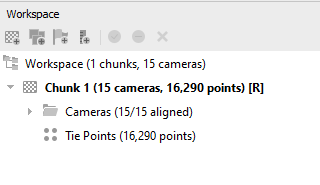 Workspace
Workspace (1 chunks, 15 cameras)
Chunk 1 (15 cameras, 16,290 points) [R]
Cameras (15/15 aligned)
Tie Points (16,290 points)